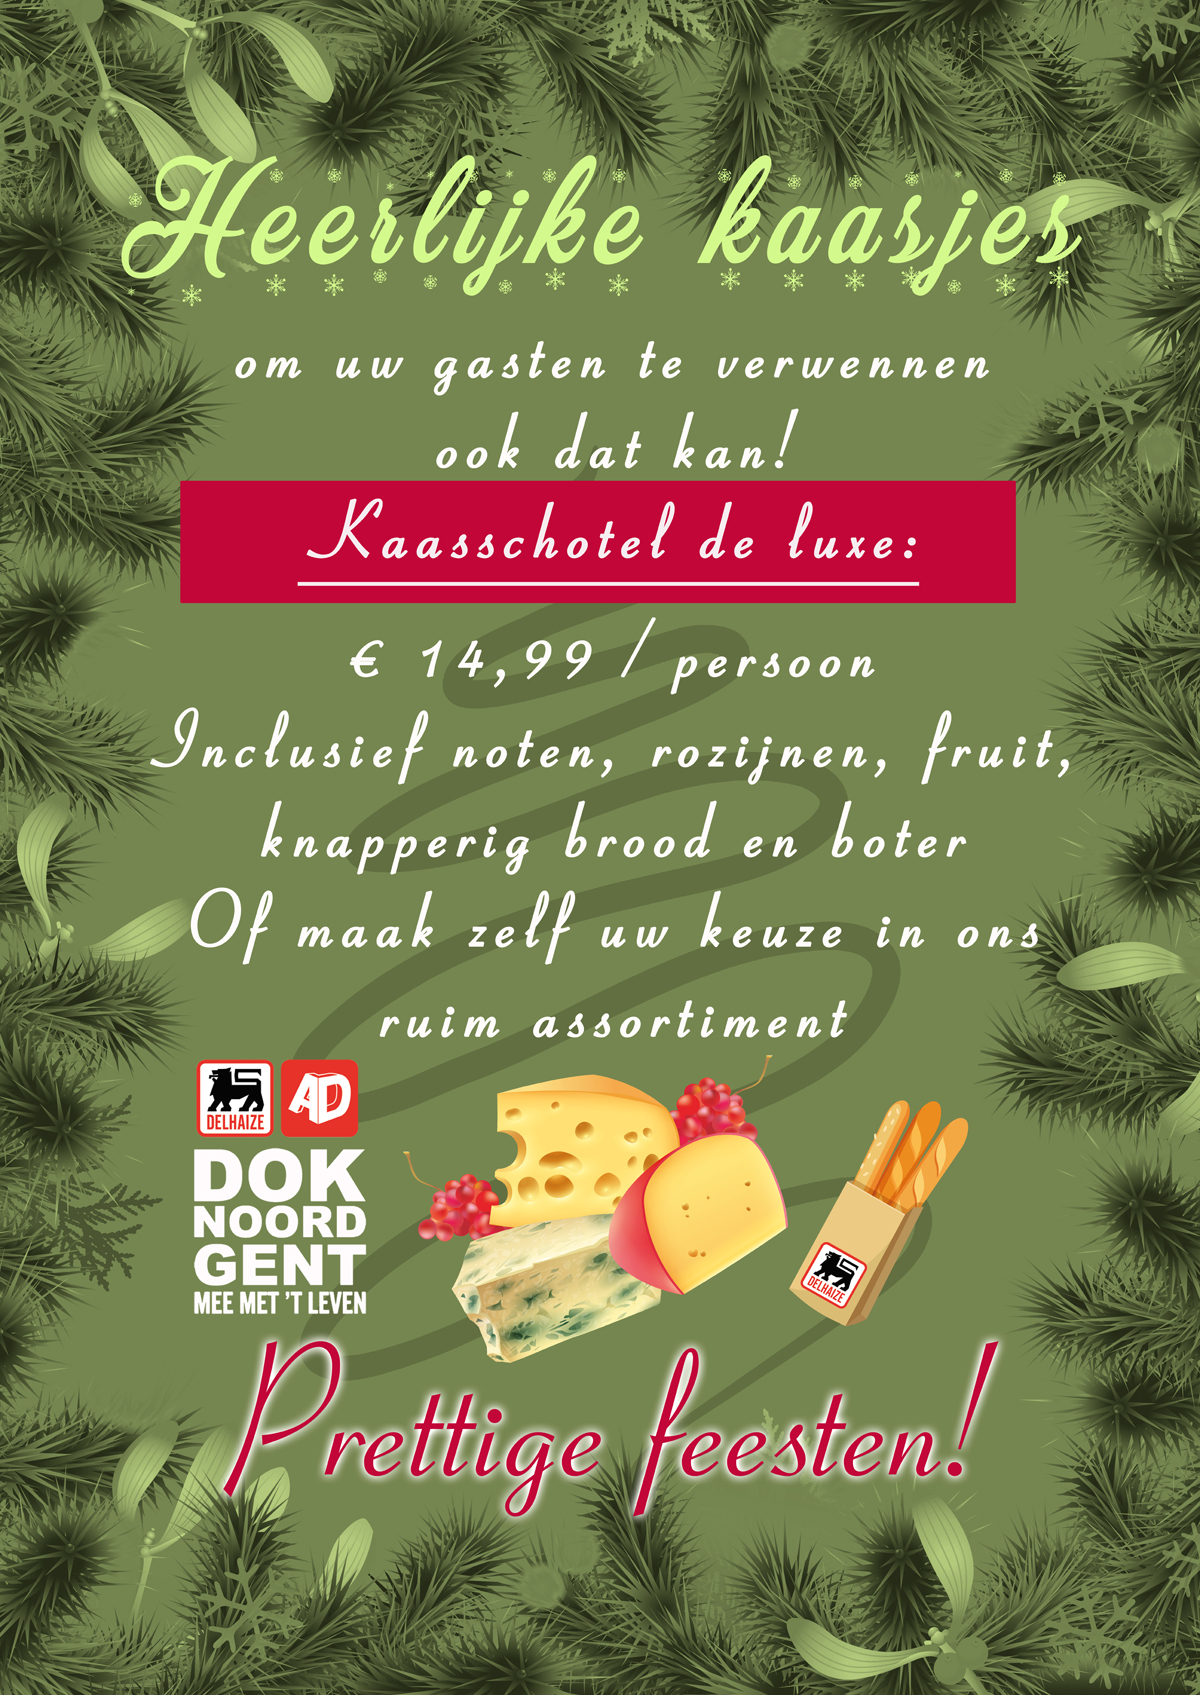 Heerlijke kaasjes
om uw gasten te verwennen
ook dat kan!
Kaasschotel de luxe:
€ 14,99 / persoon
Inclusief noten, rozijnen, fruit,
knapperig brood en boter
Of maak zelf uw keuze in ons
ruim assortiment
DELHAIZE AD
DOK
NOORD
GENT
MEE MET 'T LEVEN
DELHAIZE
Prettige feesten!